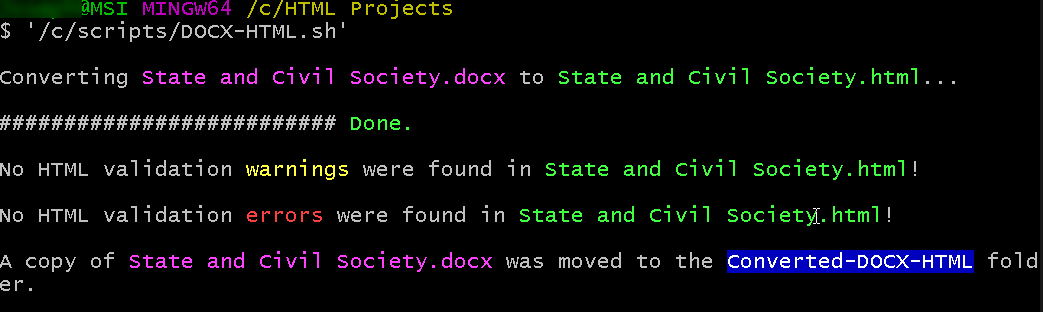 @MSI MINGW64 /c/HTML Projects
$ '/c/scripts/DOCX-HTML.sh'
Converting State and Civil Society.docx to State and Civil Society.html...
########################## Done.
No HTML validation warnings were found in State and Civil Society.html!
No HTML validation errors were found in State and Civil Society.html!
A copy of State and Civil Society.docx was moved to the Converted-DOCX-HTML fold
er.